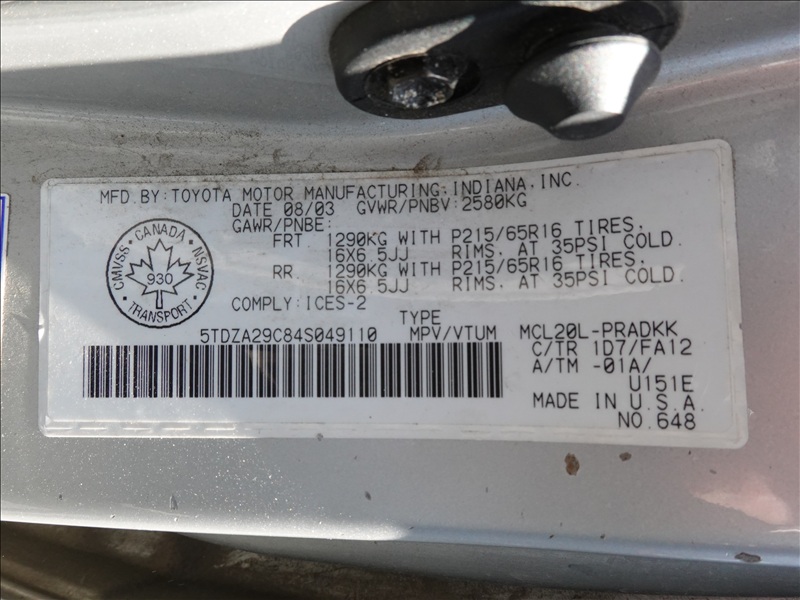 MFD.BY:TOYOTA MOTOR MANUFACTURING,INDIANA,INC.
DATE 08/03 GVWR/PNBV:2580KG
GAWR/PNBE:
FRT 1290KG WITH P215/65R16 TIRES,
16X6.5JJ RIMS, AT 35PSI COLD.
RR 1290KG WITH P215/65R16 TIRES,
16X6.5JJ RIMS, AT 35PSI COLD.
COMPLY:ICES-2
CANADA
CMVSS
NSVAC
930
TRANSPORT
TYPE
5TDZA29C84S049110 MPV/VTUM MCL20L-PRADKK
C/TR 1D7/FA12
A/TM -01A/
U151E
MADE IN U.S.A.
NO.648